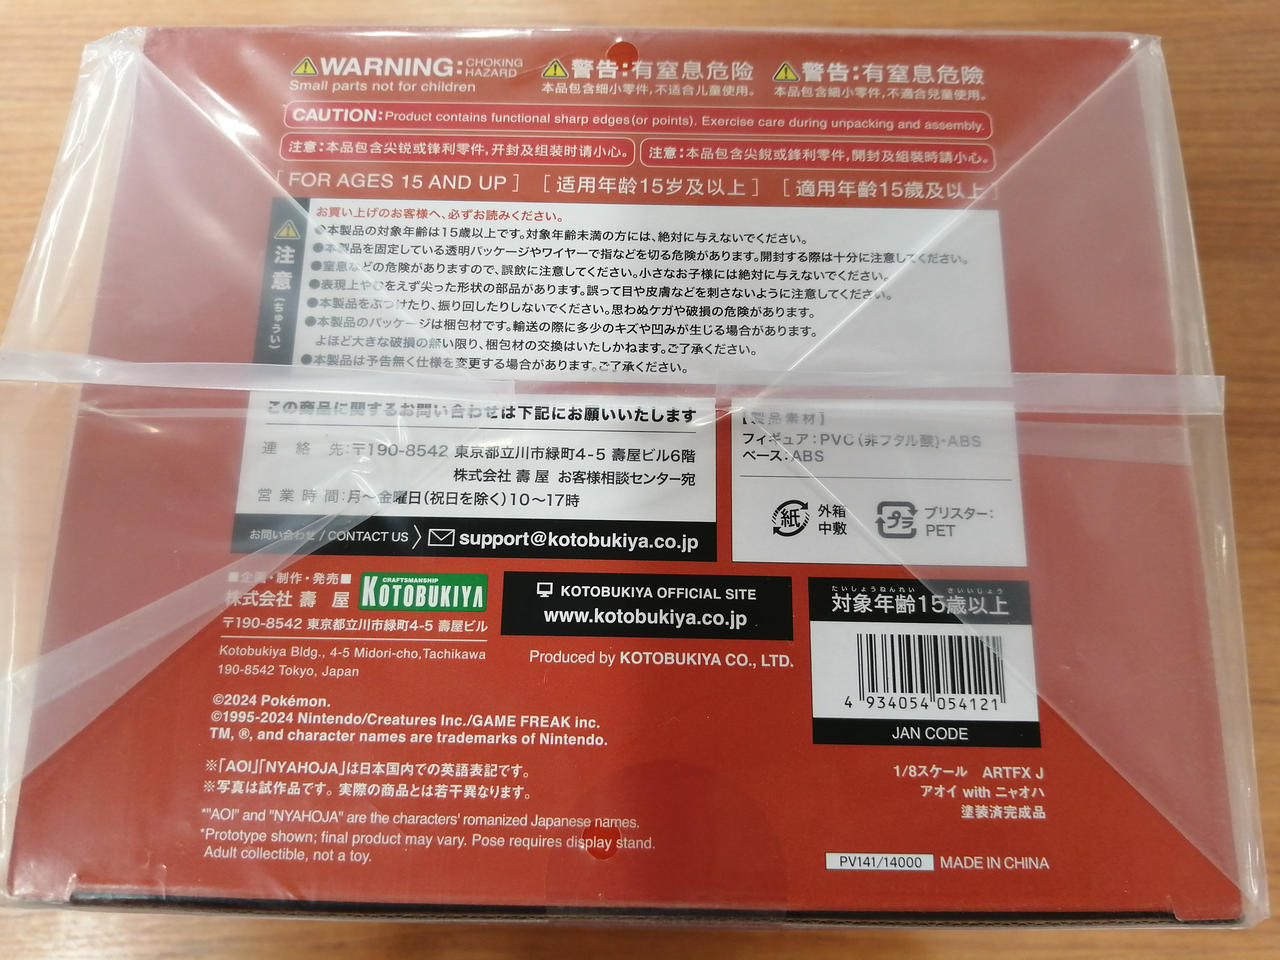 ⚠WARNING: CHOKING HAZARD
Small parts not for children
⚠警告:有窒息危险
本品包含细小零件,不适合儿童使用。
⚠警告:有窒息危險
本品包含細小零件,不適合兒童使用。
CAUTION: Product contains functional sharp edges(or points). Exercise care during unpacking and assembly.
注意:本品包含尖锐或锋利零件,开封及组装时请小心。
注意:本品包含尖銳或鋒利零件,開封及組裝時請小心。
[FOR AGES 15 AND UP] [适用年龄15岁及以上] [適用年齡15歲及以上]
注意(ちゅうい)
お買い上げのお客様へ、必ずお読みください。
●本製品の対象年齢は15歳以上です。対象年齢未満の方には、絶対に与えないでください。
●本製品を固定している透明パッケージやワイヤーで指などを切る危険があります。開封する際は十分に注意してください。
●窒息などの危険がありますので、誤飲に注意してください。小さなお子様には絶対に与えないでください。
●表現上やむをえず尖った形状の部品があります。誤って目や皮膚などを刺さないように注意してください。
●本製品をぶつけたり、振り回したりしないでください。思わぬケガや破損の危険があります。
●本製品のパッケージは梱包材です。輸送の際に多少のキズや凹みが生じる場合があります。
よほど大きな破損の無い限り、梱包材の交換はいたしかねます。ご了承ください。
●本製品は予告無く仕様を変更する場合があります。ご了承ください。
この商品に関するお問い合わせは下記にお願いいたします
連絡先:〒190-8542 東京都立川市緑町4-5 壽屋ビル6階
株式会社 壽屋 お客様相談センター宛
営業時間:月〜金曜日(祝日を除く)10〜17時
お問い合わせ / CONTACT US support@kotobukiya.co.jp
【製品素材】
フィギュア:PVC(非フタル酸)・ABS
ベース:ABS
紙 外箱 中敷
プラ ブリスター: PET
■企画・制作・発売■
株式会社 壽屋
CRAFTSMANSHIP
KOTOBUKIYA
〒190-8542 東京都立川市緑町4-5 壽屋ビル
Kotobukiya Bldg., 4-5 Midori-cho,Tachikawa
190-8542 Tokyo, Japan
KOTOBUKIYA OFFICIAL SITE
www.kotobukiya.co.jp
Produced by KOTOBUKIYA CO., LTD.
たいしょうねんれい さいいじょう
対象年齢15歳以上
4 934054 054121
JAN CODE
©2024 Pokémon.
©1995-2024 Nintendo/Creatures Inc./GAME FREAK inc.
TM, ®, and character names are trademarks of Nintendo.
※「AOI」「NYAHOJA」は日本国内での英語表記です。
※写真は試作品です。実際の商品とは若干異なります。
*"AOI" and "NYAHOJA" are the characters' romanized Japanese names.
*Prototype shown; final product may vary. Pose requires display stand.
Adult collectible, not a toy.
1/8スケール ARTFX J
アオイ with ニャオハ
塗装済完成品
PV141/14000 MADE IN CHINA